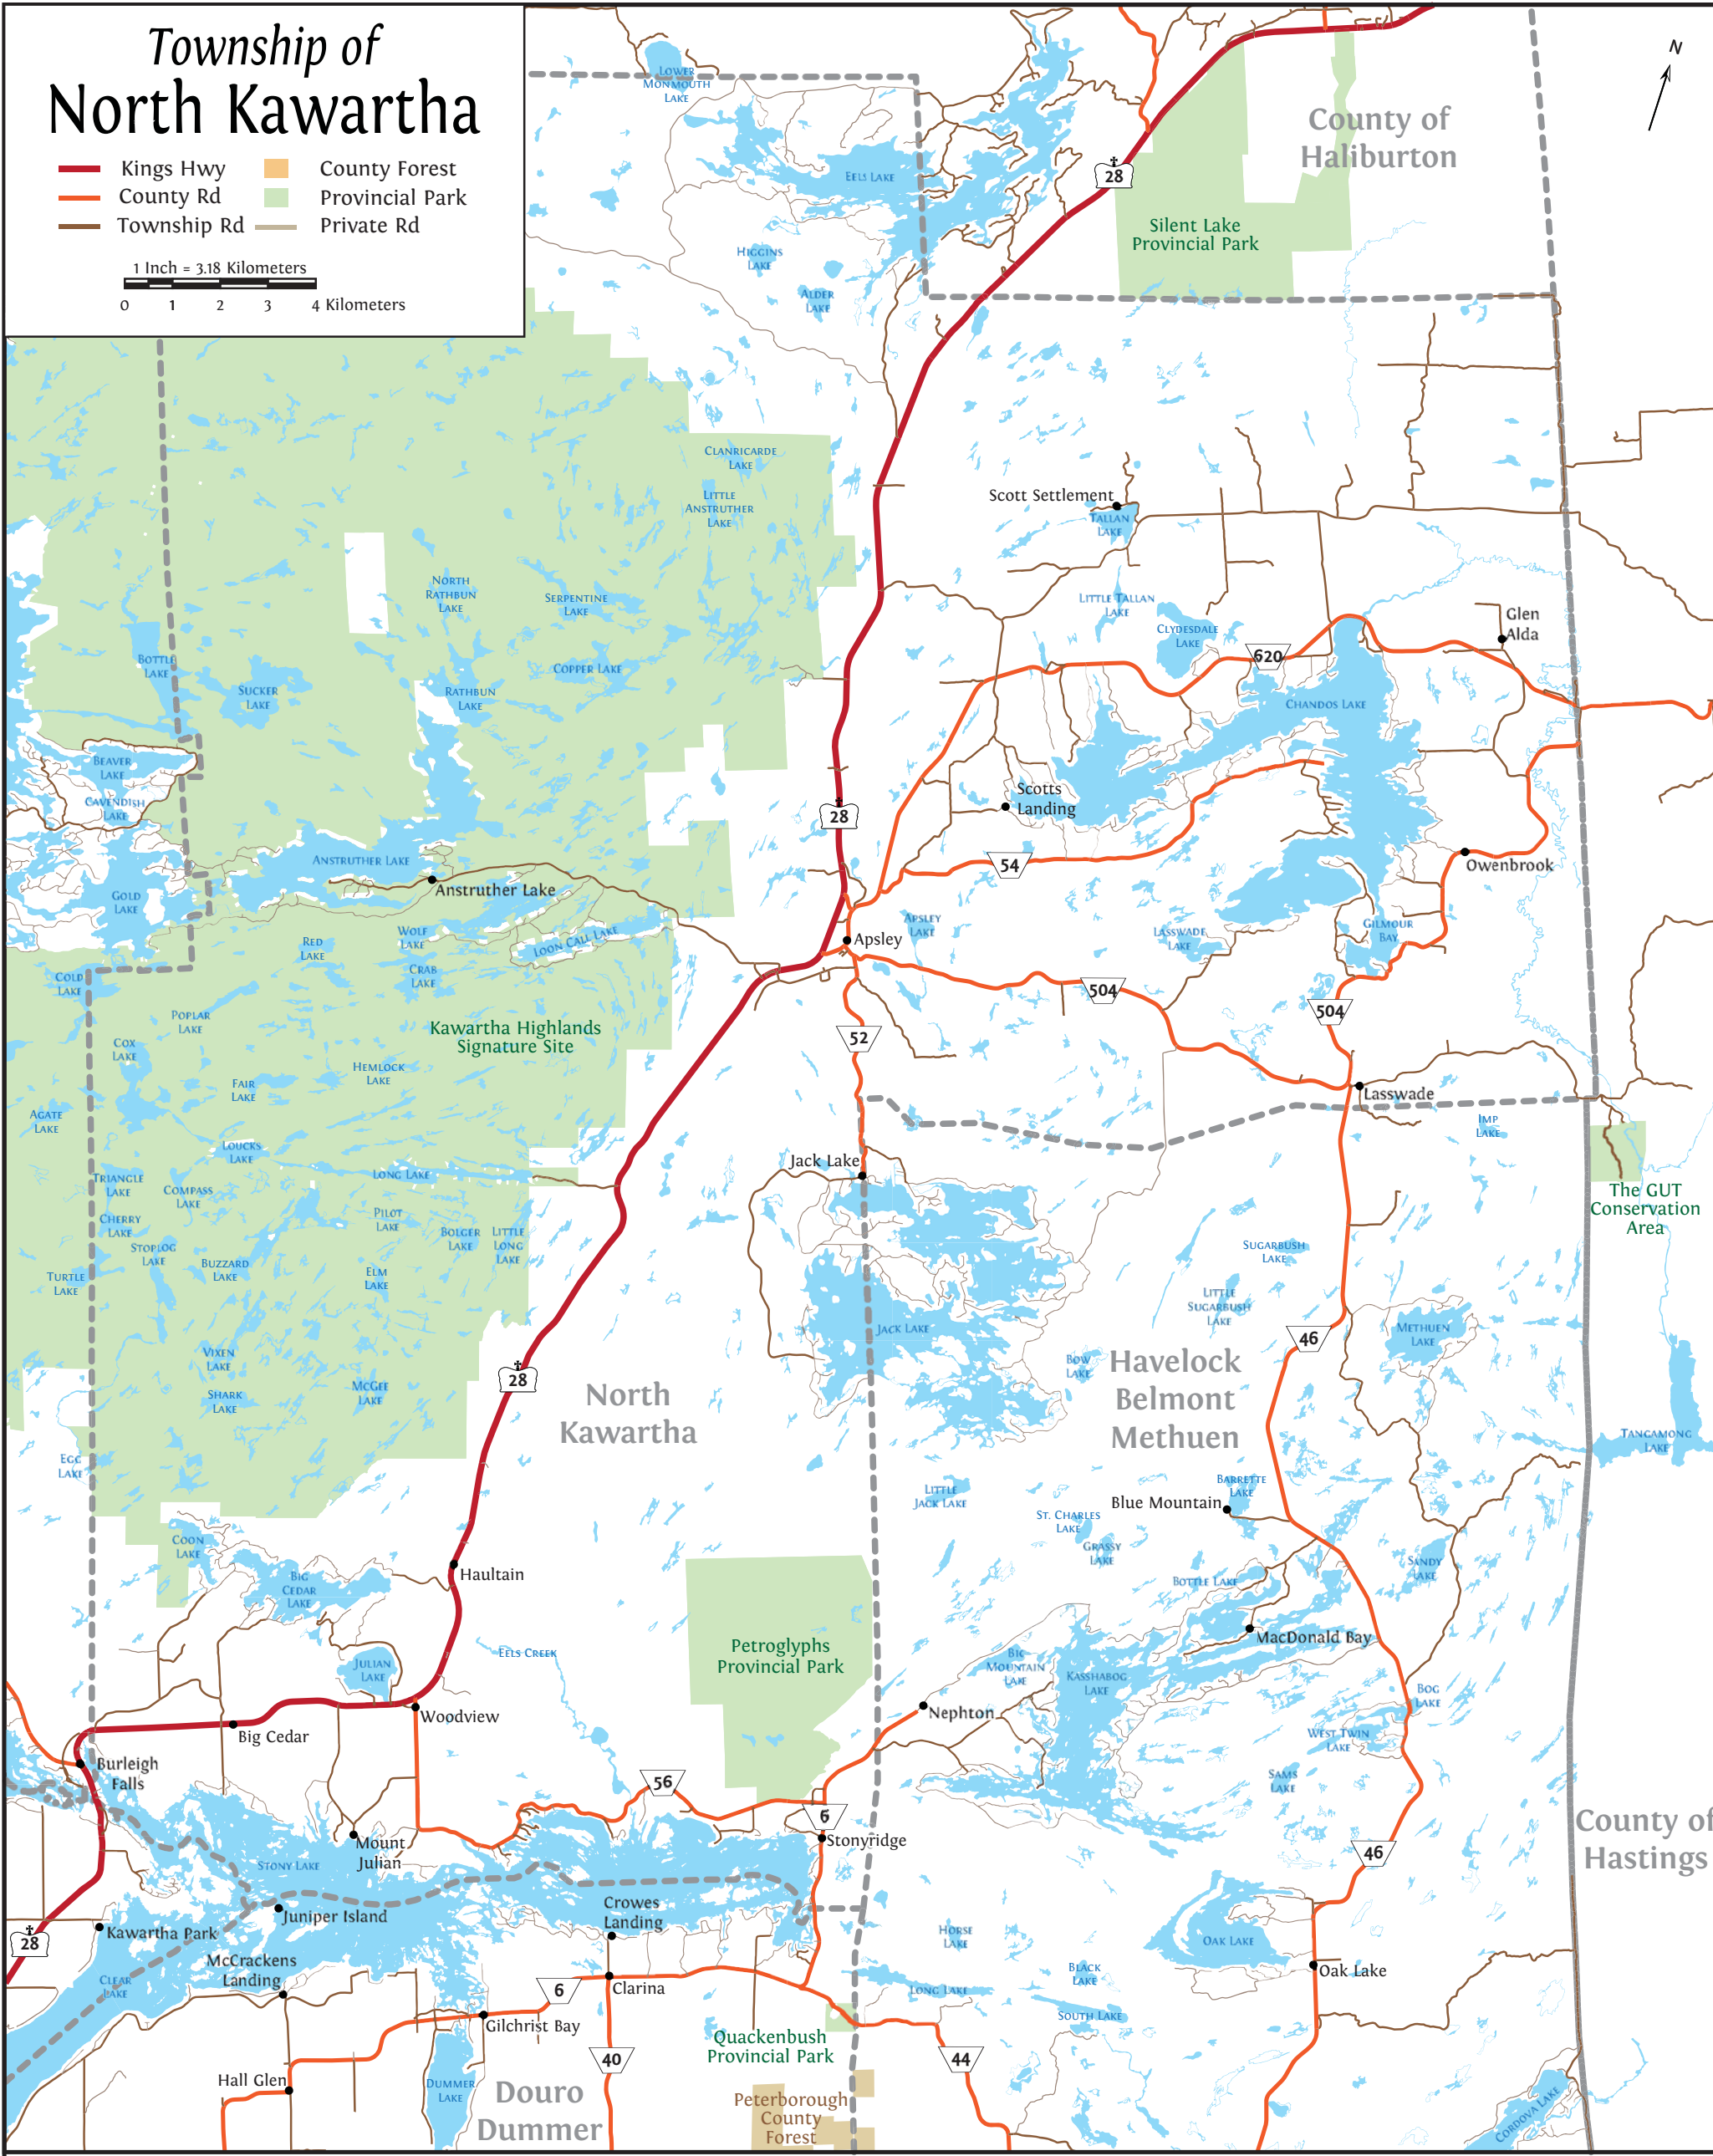 Township of
North Kawartha
Kings Hwy
County Forest
County Rd
Provincial Park
Township Rd
Private Rd
1 Inch = 3.18 Kilometers
0 1 2 3 4 Kilometers
N
LOWER
MONMOUTH
LAKE
County of
Haliburton
28
EELS LAKE
Silent Lake
Provincial Park
HIGGINS
LAKE
ALDER
LAKE
CLANRICARDE
LAKE
LITTLE
ANSTRUTHER
LAKE
Scott Settlement
TALLAN
LAKE
NORTH
RATHBUN
LAKE
SERPENTINE
LAKE
LITTLE TALLAN
LAKE
CLYDESDALE
LAKE
Glen
Alda
620
BOTTLE
LAKE
SUCKER
LAKE
COPPER LAKE
RATHBUN
LAKE
CHANDOS LAKE
BEAVER
LAKE
CAVENDISH
LAKE
Scotts
Landing
28
54
ANSTRUTHER LAKE
Anstruther Lake
Owenbrook
GOLD
LAKE
WOLF
LAKE
LOON CALL LAKE
RED
LAKE
CRAB
LAKE
Apsley
APSLEY
LAKE
LASSWADE
LAKE
GILMOUR
BAY
COLD
LAKE
504
504
POPLAR
LAKE
COX
LAKE
Kawartha Highlands
Signature Site
52
HEMLOCK
LAKE
FAIR
LAKE
AGATE
LAKE
Lasswade
IMP
LAKE
LOUCKS
LAKE
LONG LAKE
Jack Lake
TRIANGLE
LAKE
COMPASS
LAKE
CHERRY
LAKE
PILOT
LAKE
BOLGER
LAKE
LITTLE
LONG
LAKE
STOPLOG
LAKE
BUZZARD
LAKE
TURTLE
LAKE
ELM
LAKE
The GUT
Conservation
Area
SUGARBUSH
LAKE
LITTLE
SUGARBUSH
LAKE
JACK LAKE
METHUEN
LAKE
46
VIXEN
LAKE
SHARK
LAKE
MCGEE
LAKE
28
BOW
LAKE
North
Kawartha
Havelock
Belmont
Methuen
EGG
LAKE
TANGAMONG
LAKE
LITTLE
JACK LAKE
BARRETTE
LAKE
Blue Mountain
ST. CHARLES
LAKE
GRASSY
LAKE
COON
LAKE
BIG
CEDAR
LAKE
Haultain
BOTTLE LAKE
SANDY
LAKE
MacDonald Bay
Petroglyphs
Provincial Park
EELS CREEK
JULIAN
LAKE
BIG
MOUNTAIN
LAKE
KASSHABOG
LAKE
BOG
LAKE
Woodview
Nephton
Big Cedar
WEST TWIN
LAKE
Burleigh
Falls
SAMS
LAKE
56
6
Stonyridge
County of
Hastings
Mount
Julian
STONY LAKE
46
Juniper Island
Crowes
Landing
Kawartha Park
28
McCrackens
Landing
HORSE
LAKE
OAK LAKE
Oak Lake
CLEAR
LAKE
6
Clarina
BLACK
LAKE
LONG LAKE
SOUTH LAKE
Gilchrist Bay
Quackenbush
Provincial Park
40
44
Hall Glen
DUMMER
LAKE
Douro
Dummer
Peterborough
County
Forest
CORDOVA LAKE